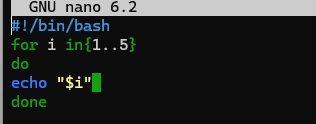 GNU nano 6.2
#!/bin/bash
for i in{1..5}
do
echo "$i"
done